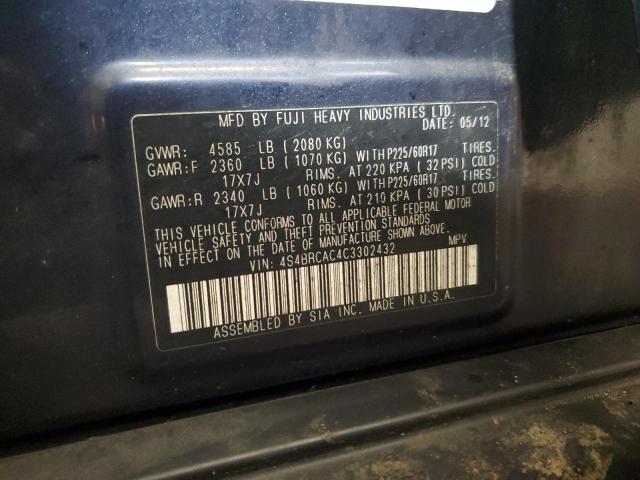 MFD BY FUJI HEAVY INDUSTRIES LTD.
DATE: 05/12
GVWR: 4585 LB (2080 KG)
GAWR:F 2360 LB (1070 KG) WITH P225/60R17 TIRES.
17X7J RIMS. AT 220 KPA (32 PSI) COLD
GAWR:R 2340 LB (1060 KG) WITH P225/60R17 TIRES.
17X7J RIMS. AT 210 KPA (30 PSI) COLD
THIS VEHICLE CONFORMS TO ALL APPLICABLE FEDERAL MOTOR
VEHICLE SAFETY AND THEFT PREVENTION STANDARDS
IN EFFECT ON THE DATE OF MANUFACTURE SHOWN ABOVE.
VIN: 4S4BRCAC4C3302432 MPV
ASSEMBLED BY SIA INC. MADE IN U.S.A.